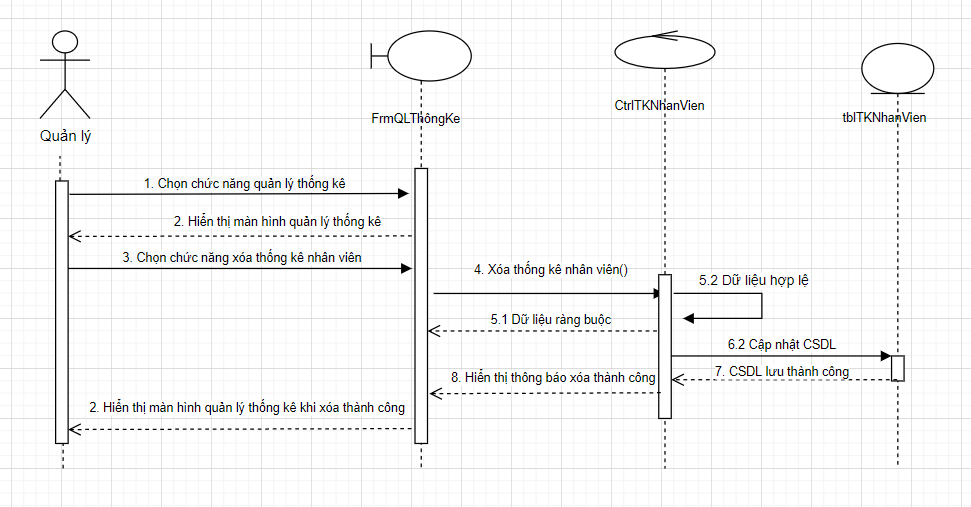 Quản lý
FrmQLThôngKe
CtrlTKNhanVien
tblTKNhanVien
1. Chọn chức năng quản lý thống kê
2. Hiển thị màn hình quản lý thống kê
3. Chọn chức năng xóa thống kê nhân viên
4. Xóa thống kê nhân viên()
5.2 Dữ liệu hợp lệ
5.1 Dữ liệu ràng buộc
6.2 Cập nhật CSDL
7. CSDL lưu thành công
8. Hiển thị thông báo xóa thành công
2. Hiển thị màn hình quản lý thống kê khi xóa thành công